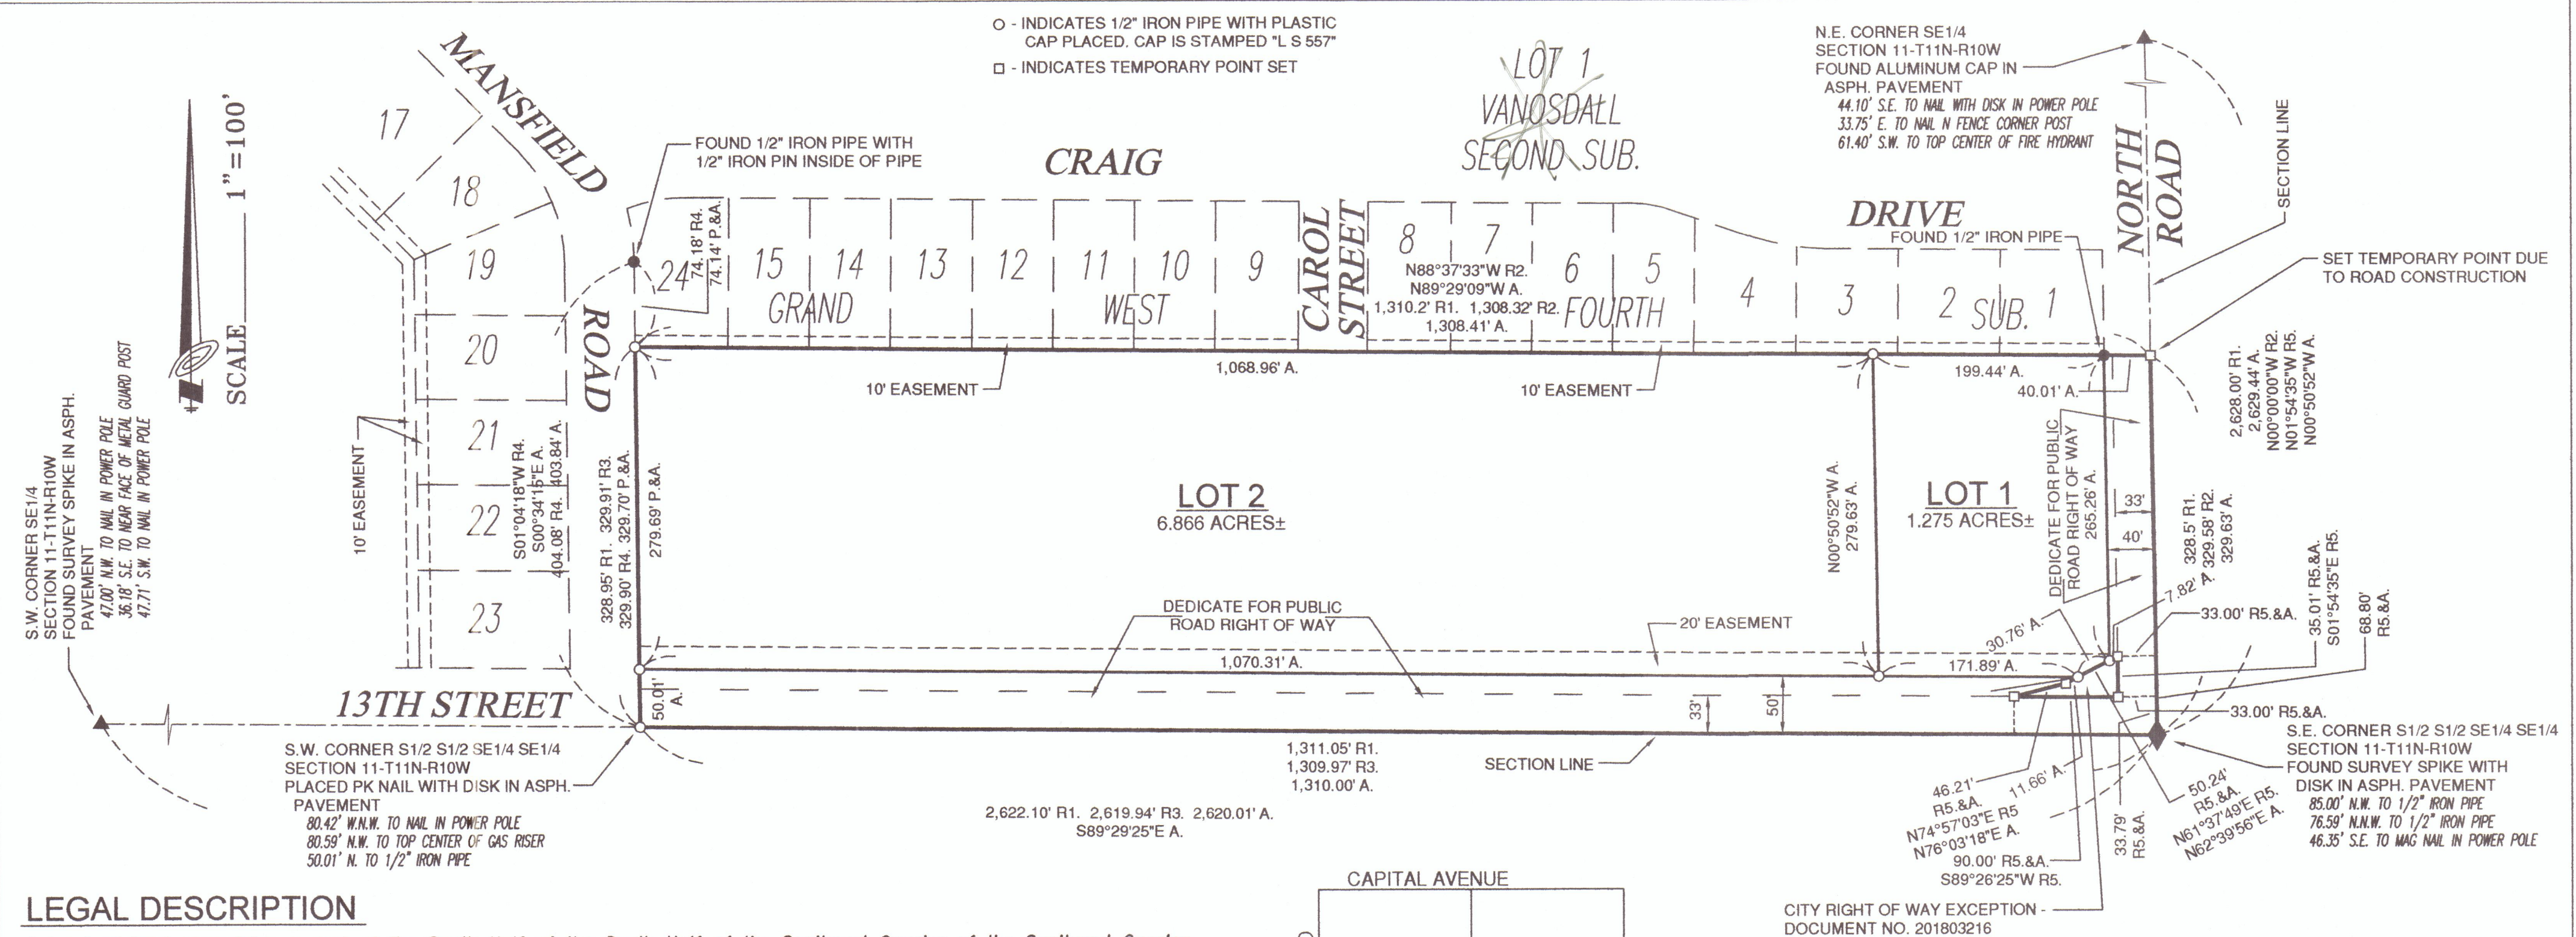 ○ - INDICATES 1/2" IRON PIPE WITH PLASTIC
CAP PLACED. CAP IS STAMPED "L S 557"
□ - INDICATES TEMPORARY POINT SET
LOT 1
VANOSDALL
SECOND SUB.
N.E. CORNER SE1/4
SECTION 11-T11N-R10W
FOUND ALUMINUM CAP IN
ASPH. PAVEMENT
44.10' S.E. TO NAIL WITH DISK IN POWER POLE
33.75' E. TO NAIL N FENCE CORNER POST
61.40' S.W. TO TOP CENTER OF FIRE HYDRANT
NORTH
ROAD
SECTION LINE
MANSFIELD
ROAD
SCALE 1"=100'
FOUND 1/2" IRON PIPE WITH
1/2" IRON PIN INSIDE OF PIPE
CRAIG
DRIVE
FOUND 1/2" IRON PIPE
SET TEMPORARY POINT DUE
TO ROAD CONSTRUCTION
17
18
19
20
21
22
23
24
74.18' R4.
74.14' P.&A.
15
14
13
12
11
10
9
GRAND
WEST
CAROL
STREET
8
7
6
5
4
3
2
1
N88°37'33"W R2.
N89°29'09"W A.
1,310.2' R1. 1,308.32' R2.
1,308.41' A.
FOURTH
SUB.
10' EASEMENT
1,068.96' A.
10' EASEMENT
199.44' A.
40.01' A.
2,628.00' R1.
2,629.44' A.
N00°00'00"W R2.
N01°54'35"W R5.
N00°50'52"W A.
10' EASEMENT
S01°04'18"W R4.
S00°34'15"E A.
404.08' R4. 403.84' A.
328.95' R1. 329.91' R3.
329.90' R4. 329.70' P.&A.
279.69' P.&A.
LOT 2
6.866 ACRES±
N00°50'52"W A.
279.63' A.
LOT 1
1.275 ACRES±
DEDICATE FOR PUBLIC
ROAD RIGHT OF WAY
265.26' A.
33'
40'
328.5' R1.
329.58' R2.
329.63' A.
7.82' A.
33.00' R5.&A.
35.01' R5.&A.
S01°54'35"E R5.
68.80'
R5.&A.
S.W. CORNER SE1/4
SECTION 11-T11N-R10W
FOUND SURVEY SPIKE IN ASPH.
PAVEMENT
47.00' N.W. TO NAIL IN POWER POLE
36.18' S.E. TO NEAR FACE OF METAL GUARD POST
47.71' S.W. TO NAIL IN POWER POLE
DEDICATE FOR PUBLIC
ROAD RIGHT OF WAY
20' EASEMENT
30.76' A.
1,070.31' A.
171.89' A.
13TH STREET
50.01'
A.
33'
50'
33.00' R5.&A.
S.W. CORNER S1/2 S1/2 SE1/4 SE1/4
SECTION 11-T11N-R10W
PLACED PK NAIL WITH DISK IN ASPH.
PAVEMENT
80.42' W.N.W. TO NAIL IN POWER POLE
80.59' N.W. TO TOP CENTER OF GAS RISER
50.01' N. TO 1/2" IRON PIPE
1,311.05' R1.
1,309.97' R3.
1,310.00' A.
SECTION LINE
2,622.10' R1. 2,619.94' R3. 2,620.01' A.
S89°29'25"E A.
46.21'
R5.&A.
N74°57'03"E R5
N76°03'18"E A.
11.66' A.
90.00' R5.&A.
S89°26'25"W R5.
33.79'
R5.&A.
50.24'
R5.&A.
N61°37'49"E R5.
N62°39'56"E A.
S.E. CORNER S1/2 S1/2 SE1/4 SE1/4
SECTION 11-T11N-R10W
FOUND SURVEY SPIKE WITH
DISK IN ASPH. PAVEMENT
85.00' N.W. TO 1/2" IRON PIPE
76.59' N.N.W. TO 1/2" IRON PIPE
46.35' S.E. TO MAG NAIL IN POWER POLE
CITY RIGHT OF WAY EXCEPTION -
DOCUMENT NO. 201803216
CAPITAL AVENUE
LEGAL DESCRIPTION